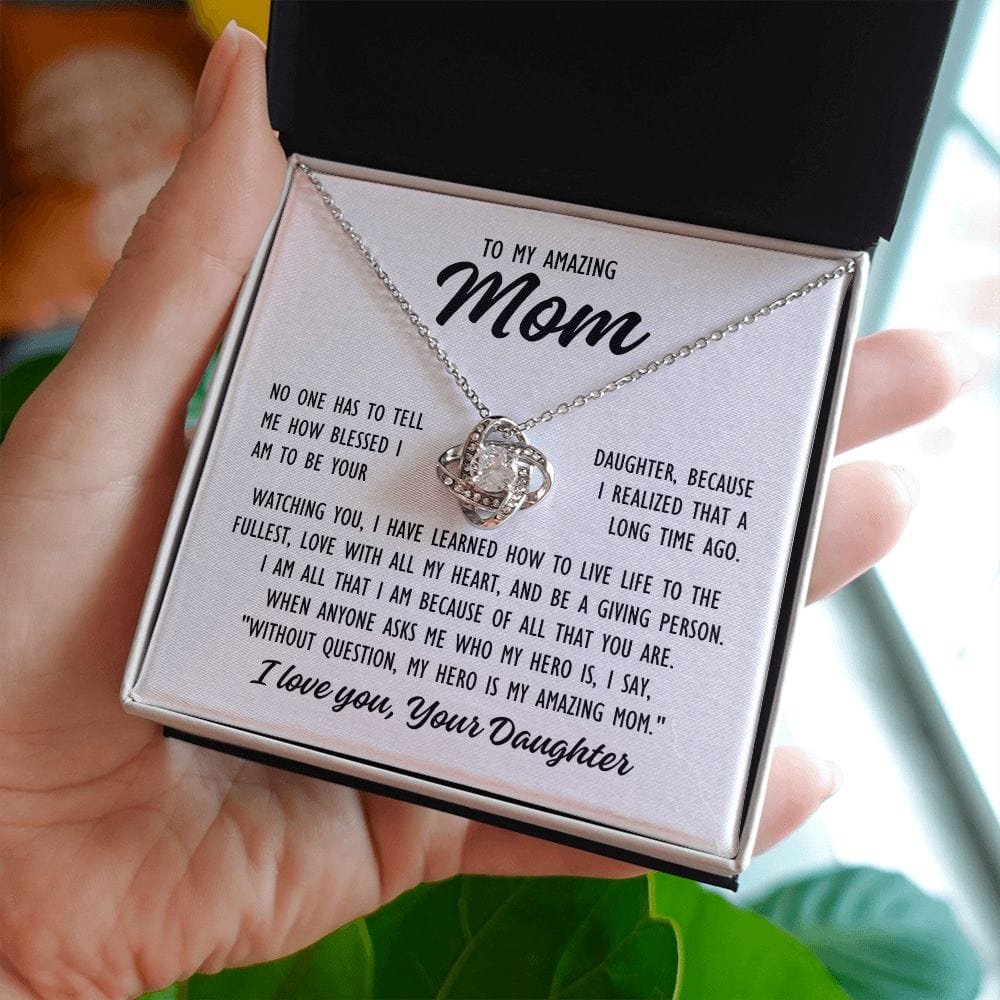 TO MY AMAZING
Mom
NO ONE HAS TO TELL
ME HOW BLESSED I
AM TO BE YOUR
DAUGHTER, BECAUSE
I REALIZED THAT A
LONG TIME AGO.
WATCHING YOU, I HAVE LEARNED HOW TO LIVE LIFE TO THE
FULLEST, LOVE WITH ALL MY HEART, AND BE A GIVING PERSON.
I AM ALL THAT I AM BECAUSE OF ALL THAT YOU ARE.
WHEN ANYONE ASKS ME WHO MY HERO IS, I SAY,
"WITHOUT QUESTION, MY HERO IS MY AMAZING MOM."
I love you, Your Daughter